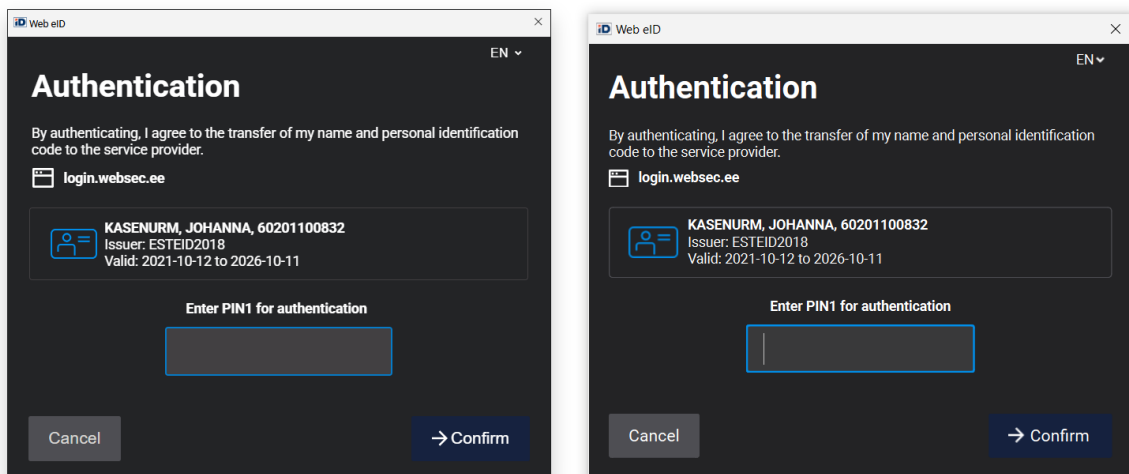 Web eID
EN
Authentication
By authenticating, I agree to the transfer of my name and personal identification
code to the service provider.
login.websec.ee
KASENURM, JOHANNA, 60201100832
Issuer: ESTEID2018
Valid: 2021-10-12 to 2026-10-11
Enter PIN1 for authentication
Cancel
Confirm
Web eID
EN
Authentication
By authenticating, I agree to the transfer of my name and personal identification
code to the service provider.
login.websec.ee
KASENURM, JOHANNA, 60201100832
Issuer: ESTEID2018
Valid: 2021-10-12 to 2026-10-11
Enter PIN1 for authentication
Cancel
Confirm